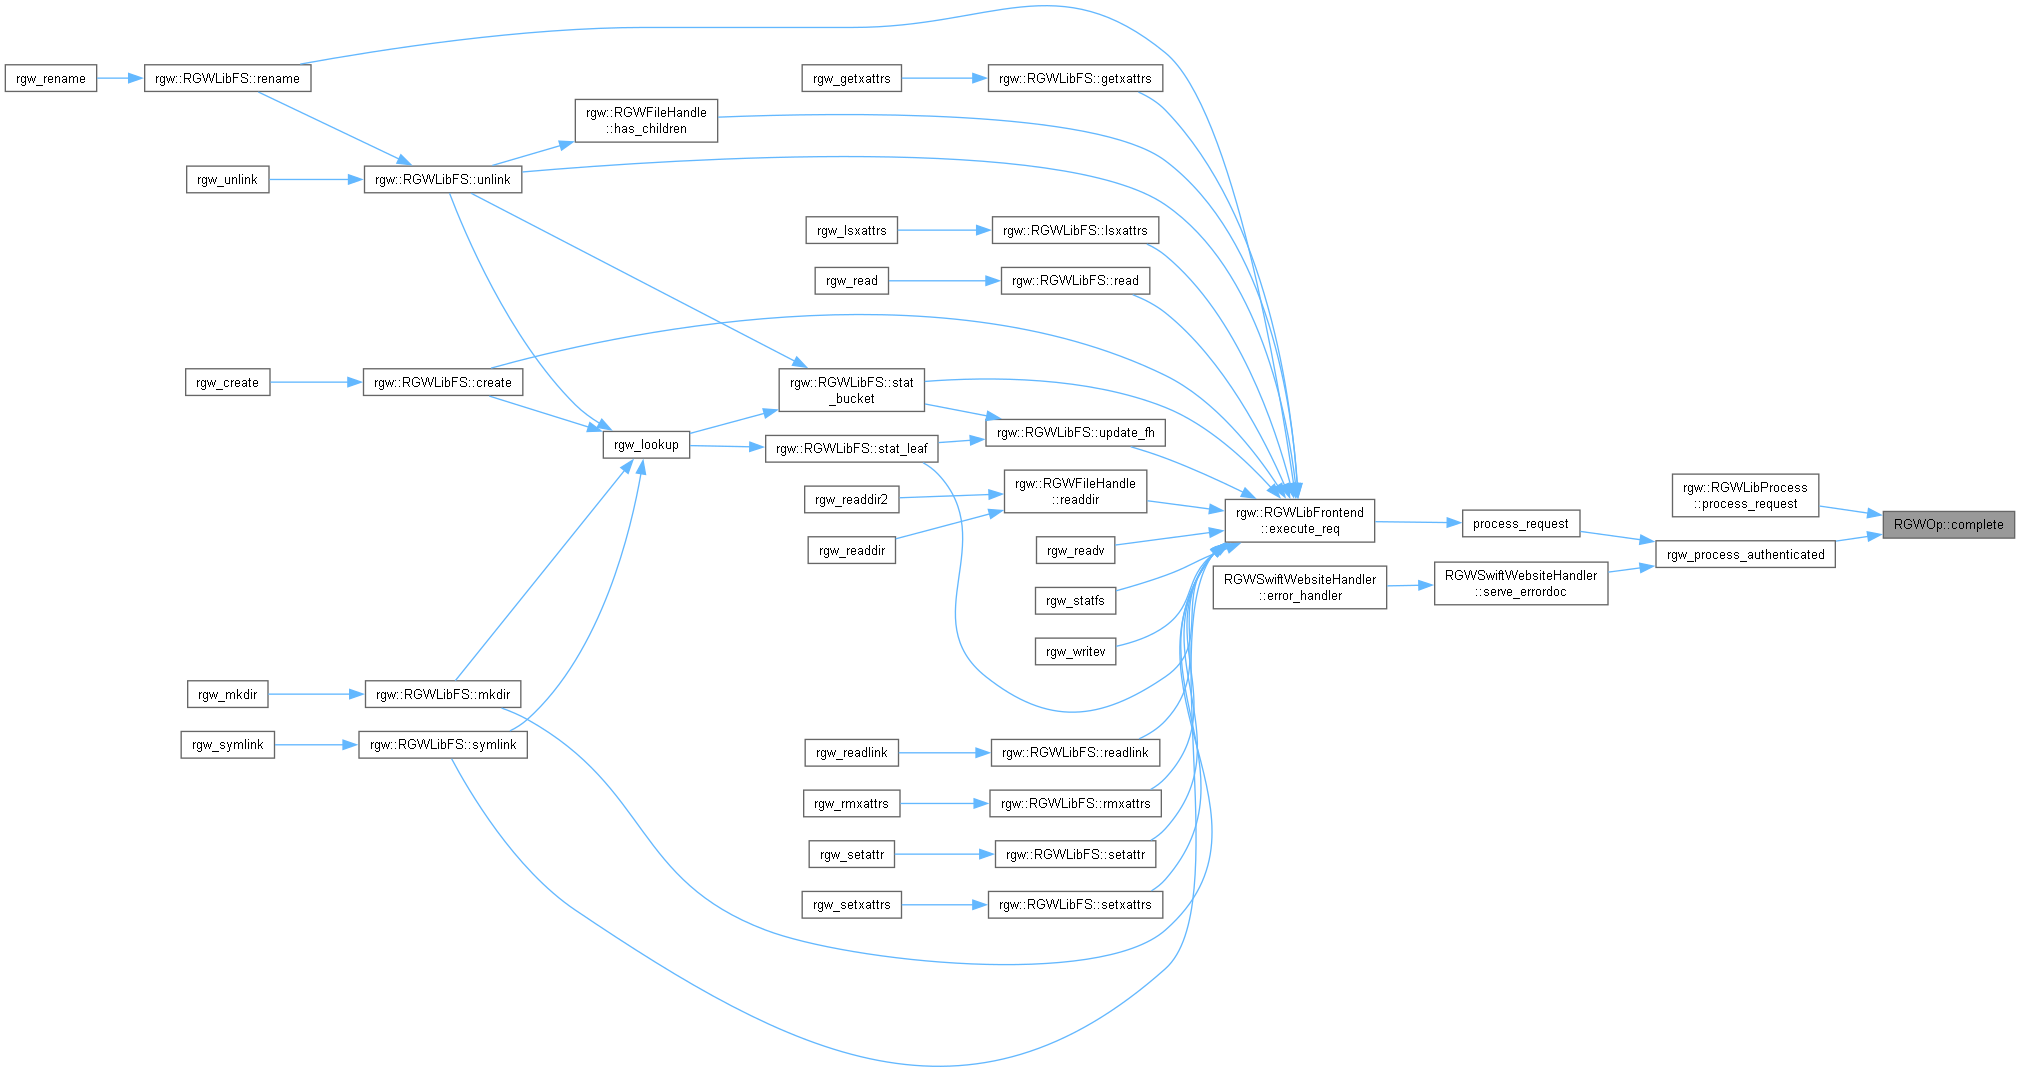 rgw_rename
rgw::RGWLibFS::rename
rgw_getxattrs
rgw::RGWLibFS::getxattrs
rgw::RGWFileHandle
::has_children
rgw_unlink
rgw::RGWLibFS::unlink
rgw_lsxattrs
rgw::RGWLibFS::lsxattrs
rgw_read
rgw::RGWLibFS::read
rgw_create
rgw::RGWLibFS::create
rgw::RGWLibFS::stat
_bucket
rgw_lookup
rgw::RGWLibFS::stat_leaf
rgw::RGWLibFS::update_fh
rgw_readdir2
rgw::RGWFileHandle
::readdir
rgw_readdir
rgw_readv
rgw_statfs
rgw_writev
rgw::RGWLibFrontend
::execute_req
process_request
rgw::RGWLibProcess
::process_request
RGWOp::complete
rgw_process_authenticated
RGWSwiftWebsiteHandler
::error_handler
RGWSwiftWebsiteHandler
::serve_errordoc
rgw_mkdir
rgw::RGWLibFS::mkdir
rgw_symlink
rgw::RGWLibFS::symlink
rgw_readlink
rgw::RGWLibFS::readlink
rgw_rmxattrs
rgw::RGWLibFS::rmxattrs
rgw_setattr
rgw::RGWLibFS::setattr
rgw_setxattrs
rgw::RGWLibFS::setxattrs